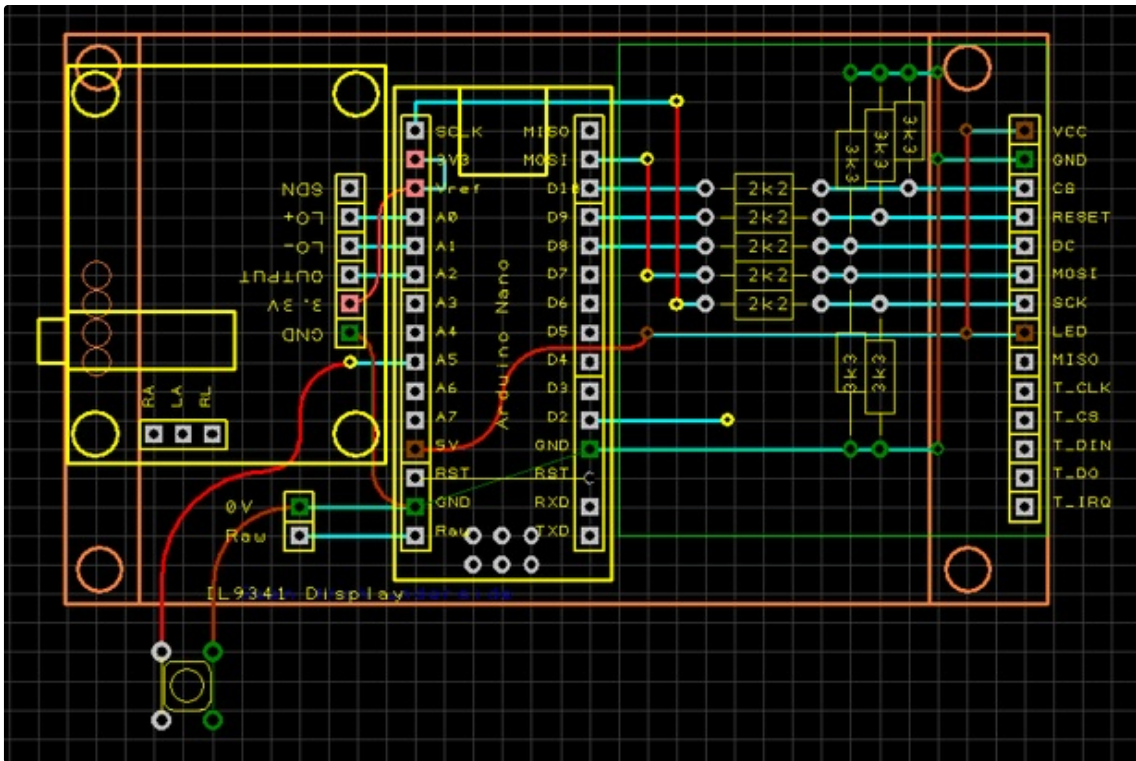 SDN
LO+
LO-
OUTPUT
3.3V
GND
RA
LA
RL
0V
Raw
SCLK
3V3
Vref
A0
A1
A2
A3
A4
A5
A6
A7
5V
RST
GND
Raw
Arduino Nano
MISO
MOSI
D10
D9
D8
D7
D6
D5
D4
D3
D2
GND
RST
RXD
TXD
2k2
2k2
2k2
2k2
2k2
3k3
3k3
3k3
3k3
3k3
VCC
GND
CS
RESET
DC
MOSI
SCK
LED
MISO
T_CLK
T_CS
T_DIN
T_DO
T_IRQ
IL9341 Display